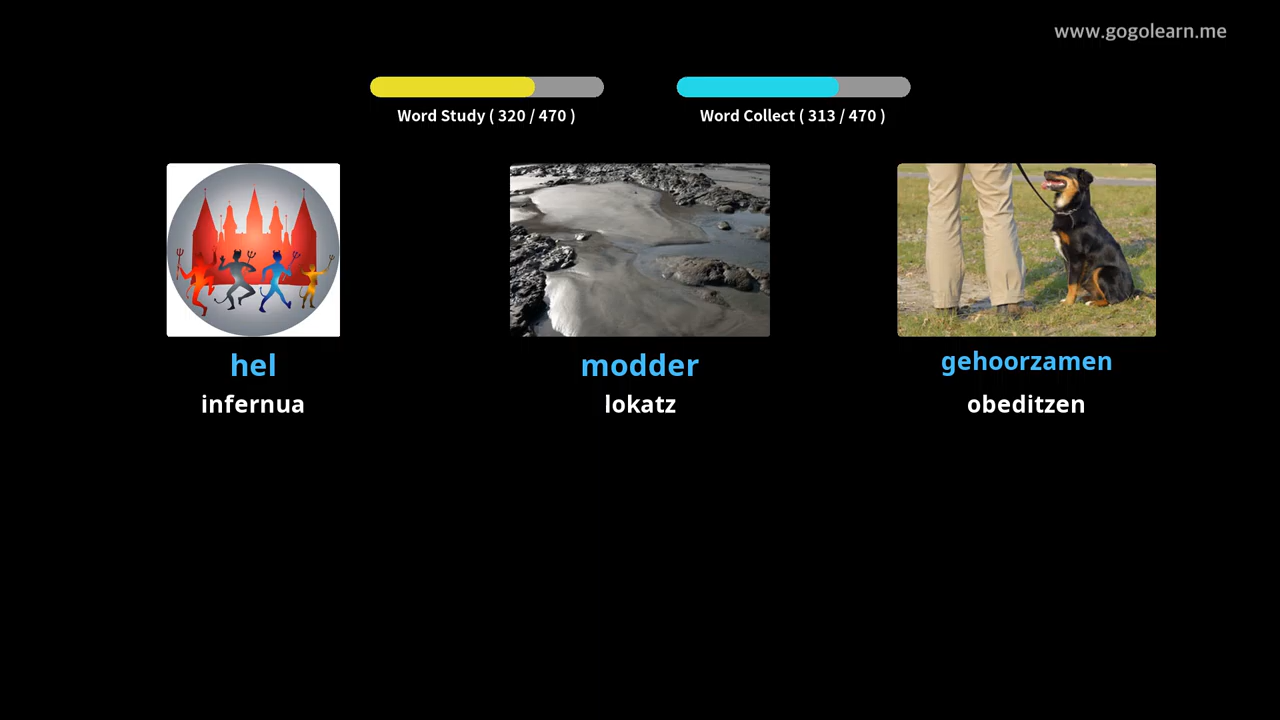 www.gogolearn.me
Word Study ( 320 / 470 )
Word Collect ( 313 / 470 )
hel
infernua
modder
lokatz
gehoorzamen
obeditzen